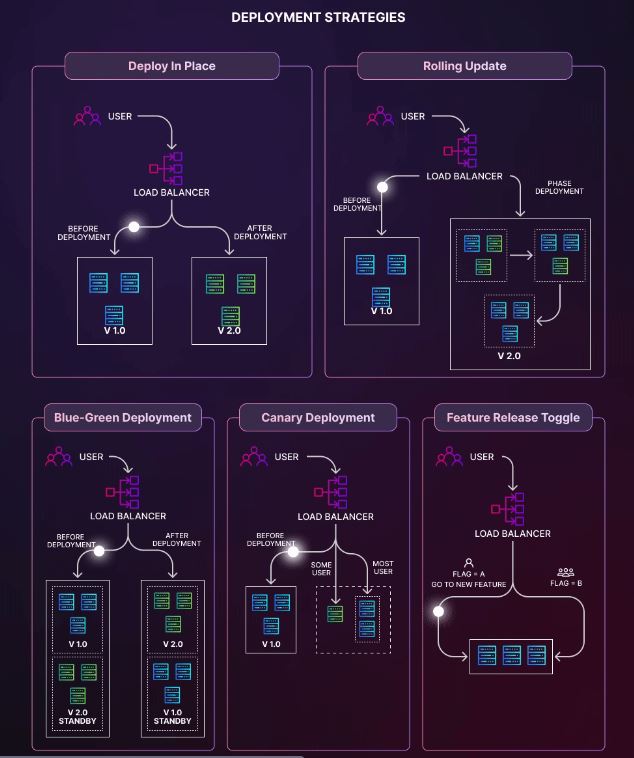 DEPLOYMENT STRATEGIES
Deploy In Place
USER
LOAD BALANCER
BEFORE
DEPLOYMENT
AFTER
DEPLOYMENT
V 1.0
V 2.0
Rolling Update
USER
LOAD BALANCER
BEFORE
DEPLOYMENT
PHASE
DEPLOYMENT
V 1.0
V 2.0
Blue-Green Deployment
USER
LOAD BALANCER
BEFORE
DEPLOYMENT
AFTER
DEPLOYMENT
V 1.0
V 2.0
STANDBY
V 2.0
V 1.0
STANDBY
Canary Deployment
USER
LOAD BALANCER
BEFORE
DEPLOYMENT
SOME
USER
MOST
USER
V 1.0
Feature Release Toggle
USER
LOAD BALANCER
FLAG = A
GO TO NEW FEATURE
FLAG = B